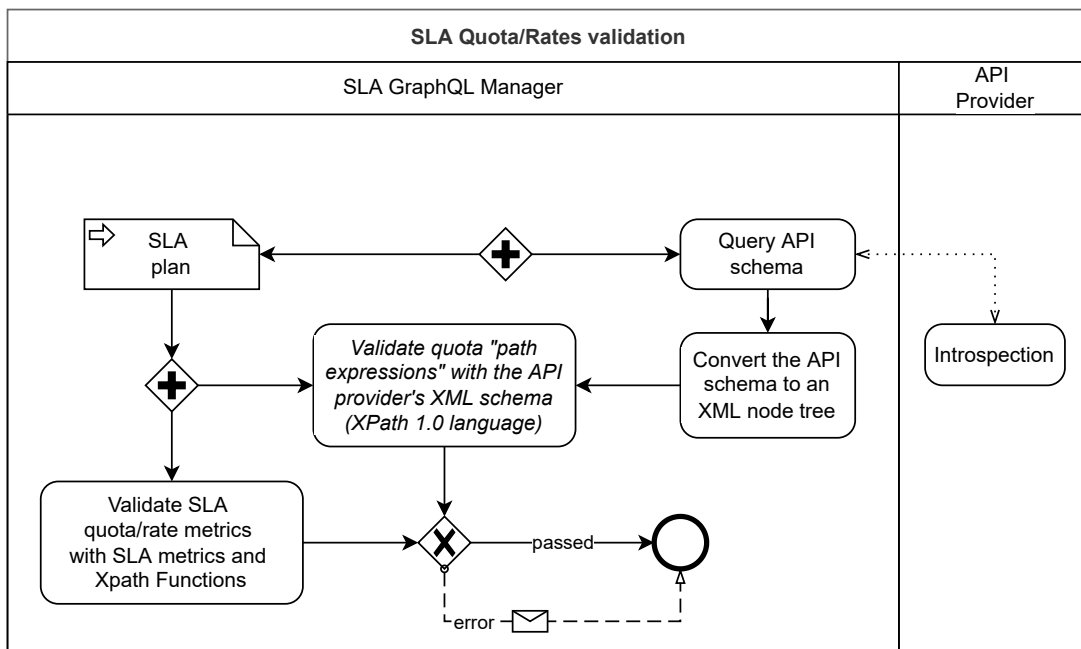 SLA Quota/Rates validation
SLA GraphQL Manager
API
Provider
SLA
plan
Query API
schema
Introspection
Validate quota "path
expressions" with the API
provider's XML schema
(XPath 1.0 language)
Convert the API
schema to an
XML node tree
Validate SLA
quota/rate metrics
with SLA metrics and
Xpath Functions
passed
error